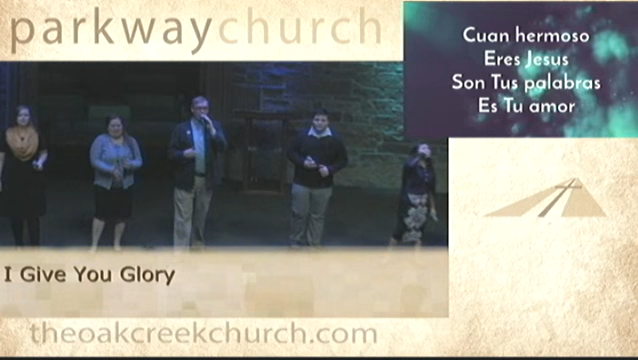 parkwaychurch
Cuan hermoso
Eres Jesus
Son Tus palabras
Es Tu amor
I Give You Glory
theoakcreekchurch.com